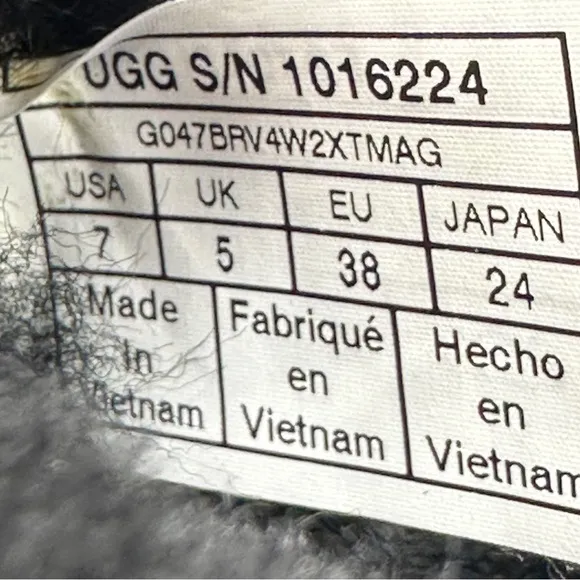 UGG S/N 1016224
G047BRV4W2XTMAG
USA UK EU JAPAN
7 5 38 24
Made Fabriqué Hecho
In en en
Vietnam Vietnam Vietnam